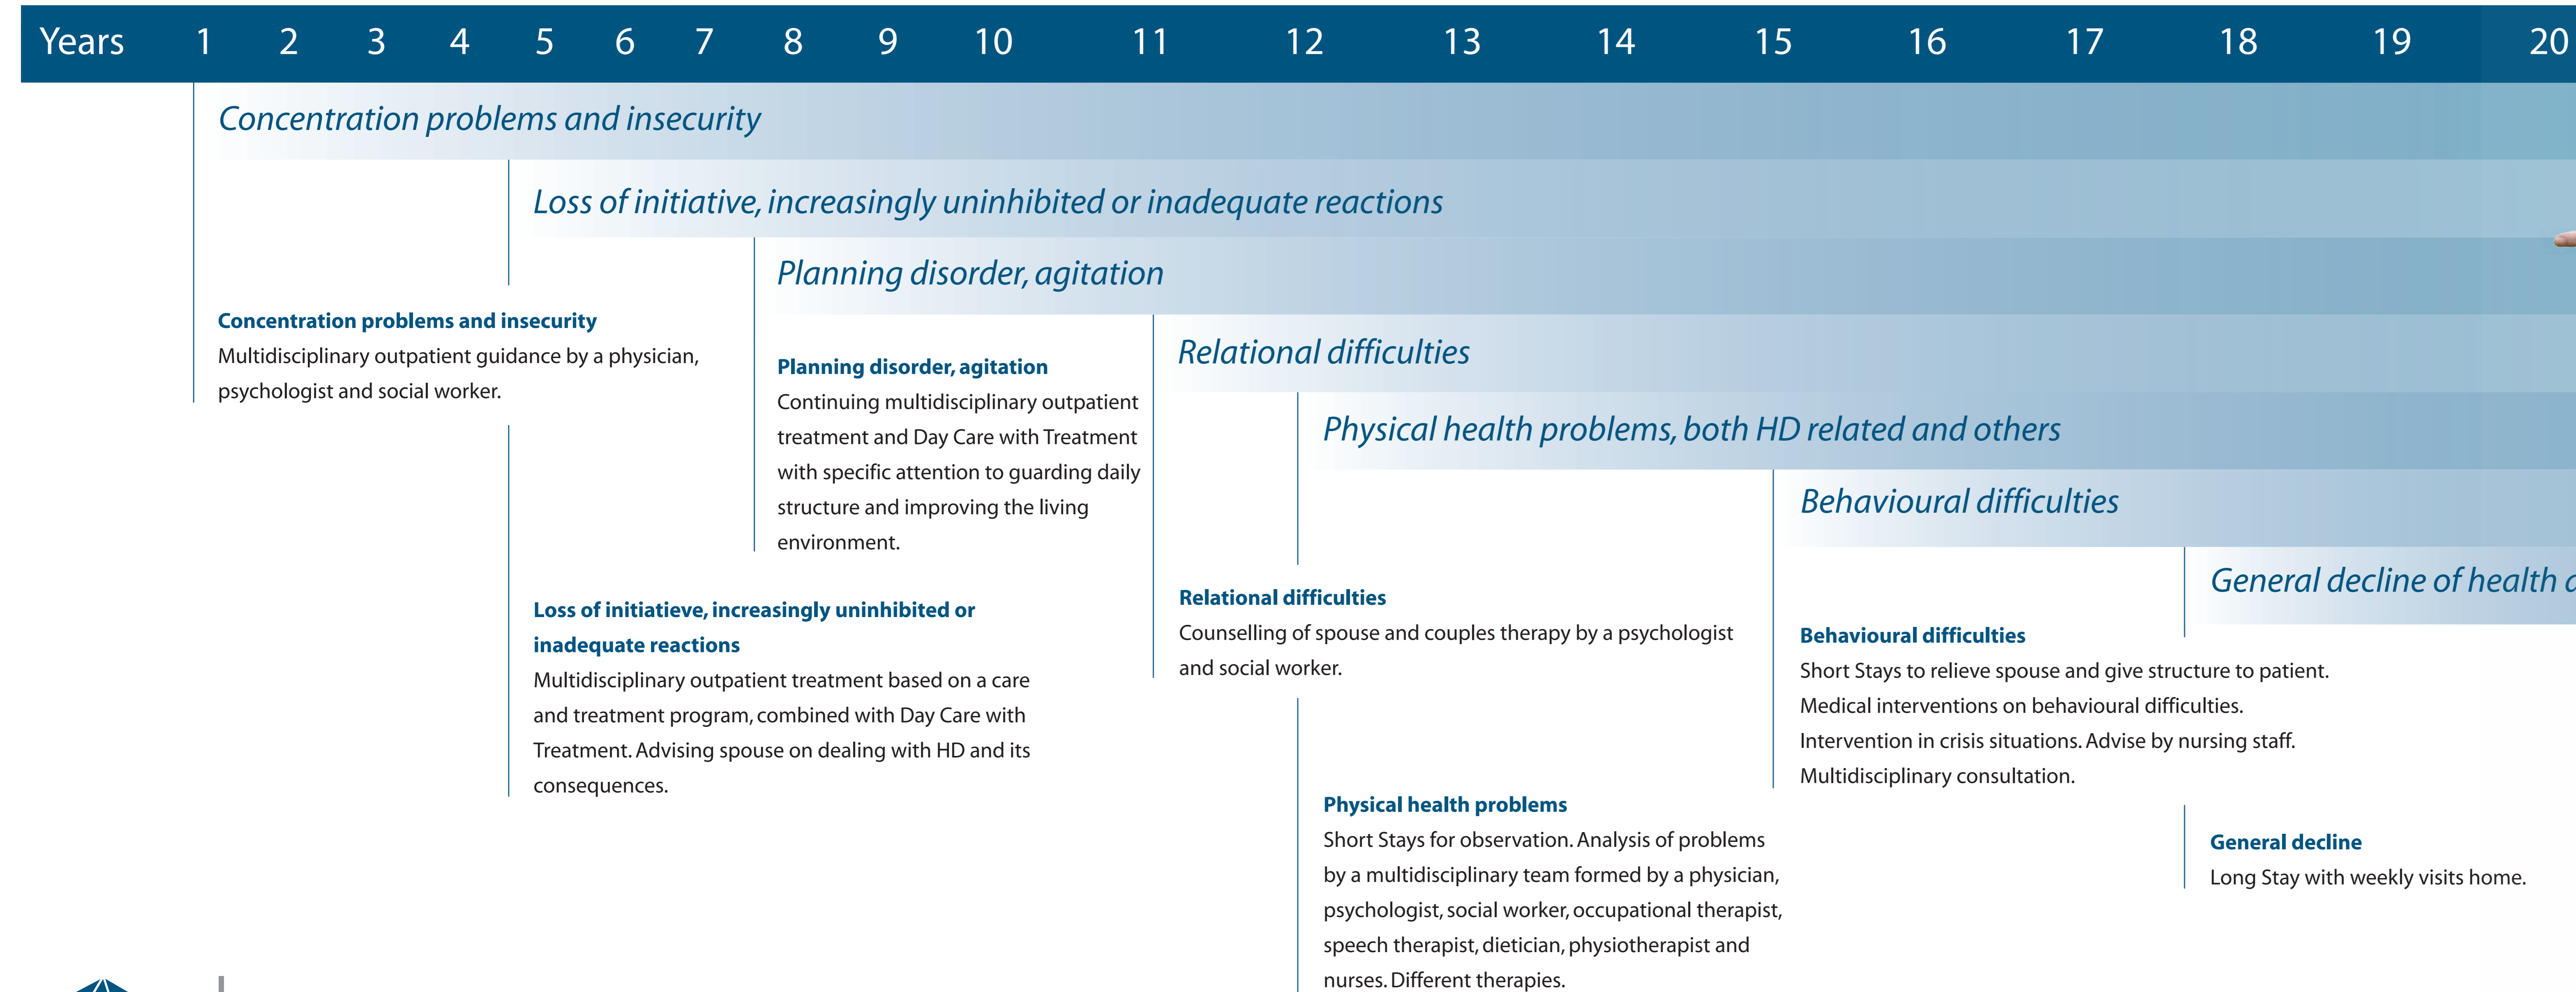 Years 1 2 3 4 5 6 7 8 9 10 11 12 13 14 15 16 17 18 19 20
Concentration problems and insecurity
Loss of initiative, increasingly uninhibited or inadequate reactions
Planning disorder, agitation
Relational difficulties
Physical health problems, both HD related and others
Behavioural difficulties
General decline of health
Concentration problems and insecurity
Multidisciplinary outpatient guidance by a physician,
psychologist and social worker.
Loss of initiatieve, increasingly uninhibited or
inadequate reactions
Multidisciplinary outpatient treatment based on a care
and treatment program, combined with Day Care with
Treatment. Advising spouse on dealing with HD and its
consequences.
Planning disorder, agitation
Continuing multidisciplinary outpatient
treatment and Day Care with Treatment
with specific attention to guarding daily
structure and improving the living
environment.
Relational difficulties
Counselling of spouse and couples therapy by a psychologist
and social worker.
Physical health problems
Short Stays for observation. Analysis of problems
by a multidisciplinary team formed by a physician,
psychologist, social worker, occupational therapist,
speech therapist, dietician, physiotherapist and
nurses. Different therapies.
Behavioural difficulties
Short Stays to relieve spouse and give structure to patient.
Medical interventions on behavioural difficulties.
Intervention in crisis situations. Advise by nursing staff.
Multidisciplinary consultation.
General decline
Long Stay with weekly visits home.